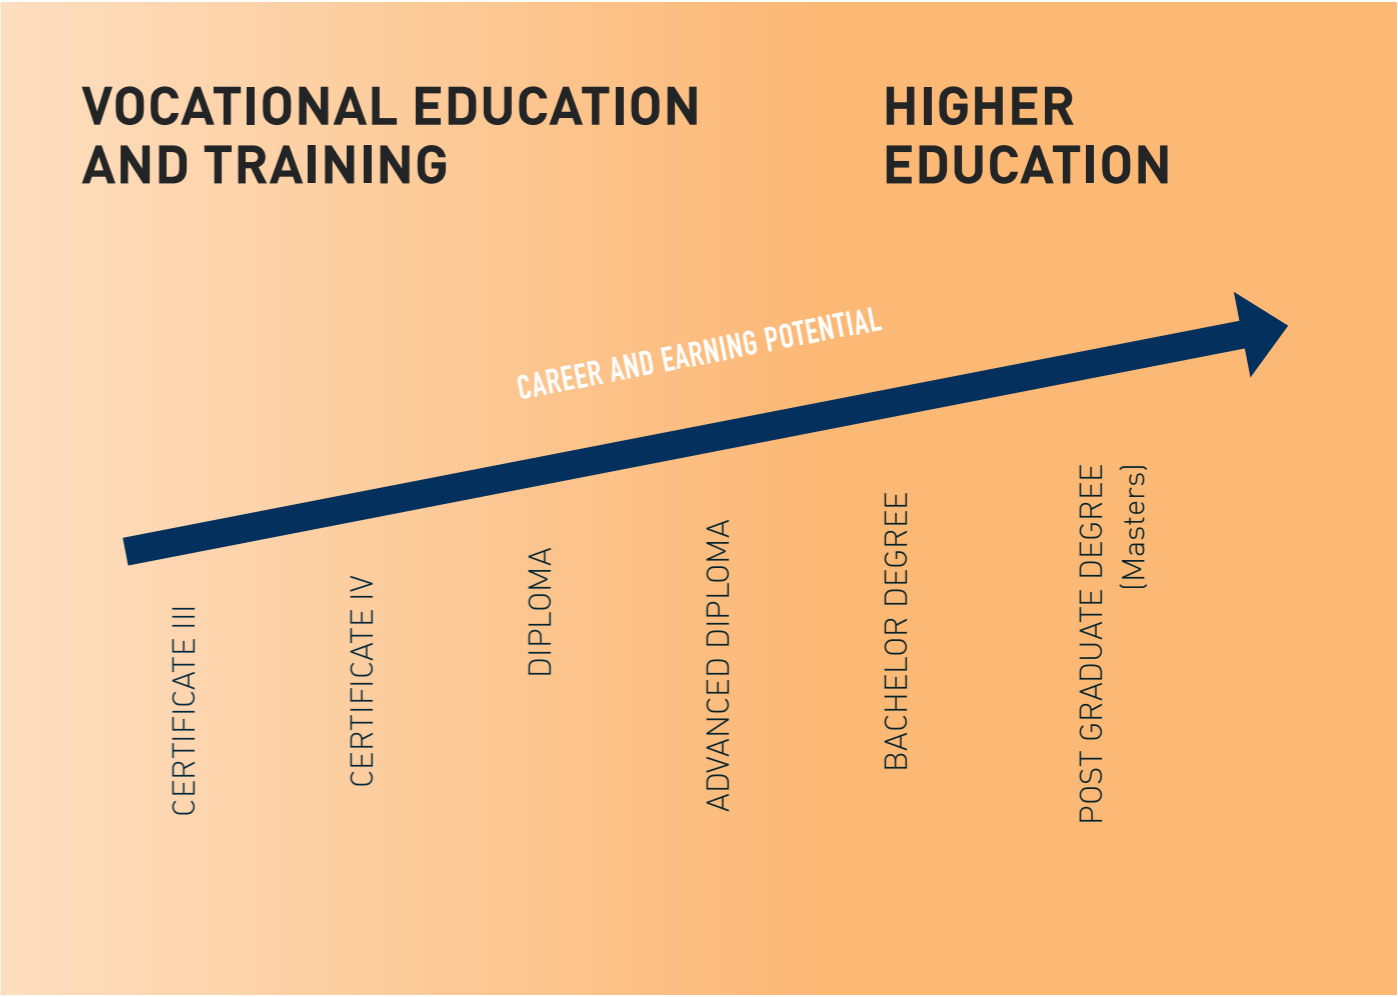 VOCATIONAL EDUCATION
AND TRAINING
HIGHER
EDUCATION
CAREER AND EARNING POTENTIAL
CERTIFICATE III
CERTIFICATE IV
DIPLOMA
ADVANCED DIPLOMA
BACHELOR DEGREE
POST GRADUATE DEGREE
(Masters)